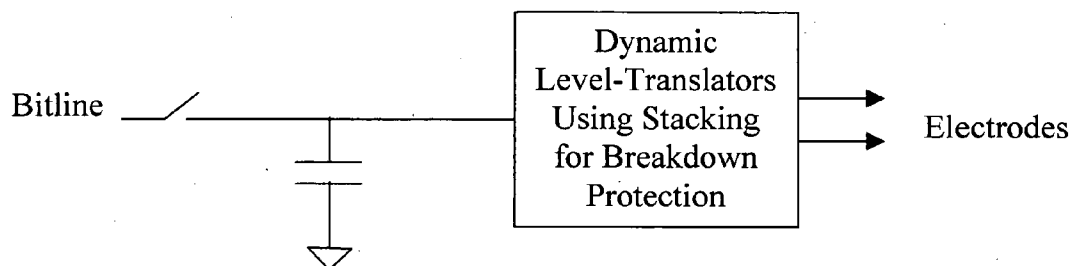 Bitline
Dynamic
Level-Translators
Using Stacking
for Breakdown
Protection
Electrodes